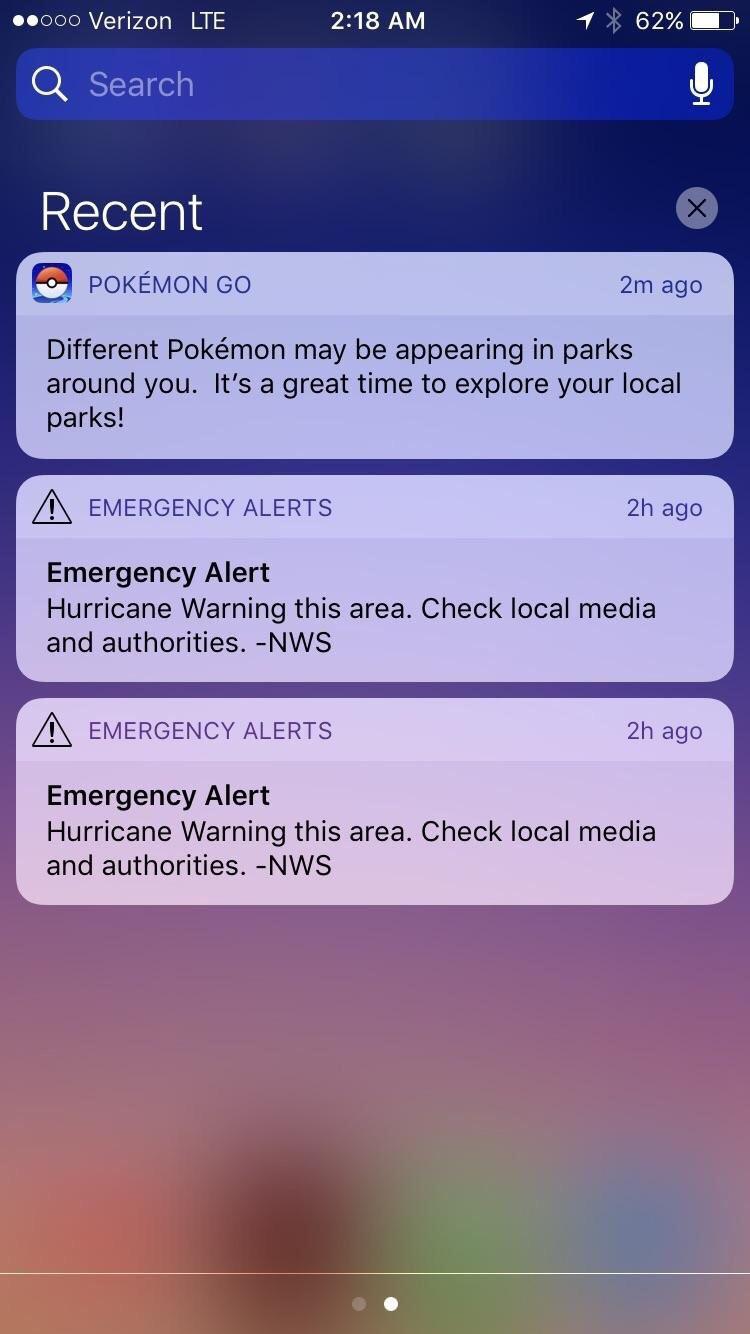 Verizon LTE 2:18 AM 62%
Search
Recent
POKÉMON GO 2m ago
Different Pokémon may be appearing in parks
around you.  It's a great time to explore your local
parks!
EMERGENCY ALERTS 2h ago
Emergency Alert
Hurricane Warning this area. Check local media
and authorities. -NWS
EMERGENCY ALERTS 2h ago
Emergency Alert
Hurricane Warning this area. Check local media
and authorities. -NWS